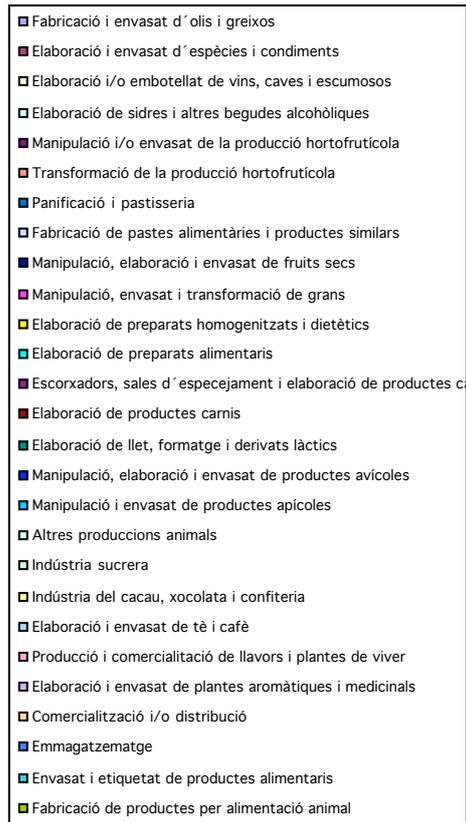 Fabricació i envasat d´olis i greixos
Elaboració i envasat d´espècies i condiments
Elaboració i/o embotellat de vins, caves i escumosos
Elaboració de sidres i altres begudes alcohòliques
Manipulació i/o envasat de la producció hortofrutícola
Transformació de la producció hortofrutícola
Panificació i pastisseria
Fabricació de pastes alimentàries i productes similars
Manipulació, elaboració i envasat de fruits secs
Manipulació, envasat i transformació de grans
Elaboració de preparats homogenitzats i dietètics
Elaboració de preparats alimentaris
Escorxadors, sales d´especejament i elaboració de productes ca
Elaboració de productes carnis
Elaboració de llet, formatge i derivats làctics
Manipulació, elaboració i envasat de productes avícoles
Manipulació i envasat de productes apícoles
Altres produccions animals
Indústria sucrera
Indústria del cacau, xocolata i confiteria
Elaboració i envasat de tè i cafè
Producció i comercialitació de llavors i plantes de viver
Elaboració i envasat de plantes aromàtiques i medicinals
Comercialització i/o distribució
Emmagatzematge
Envasat i etiquetat de productes alimentaris
Fabricació de productes per alimentació animal